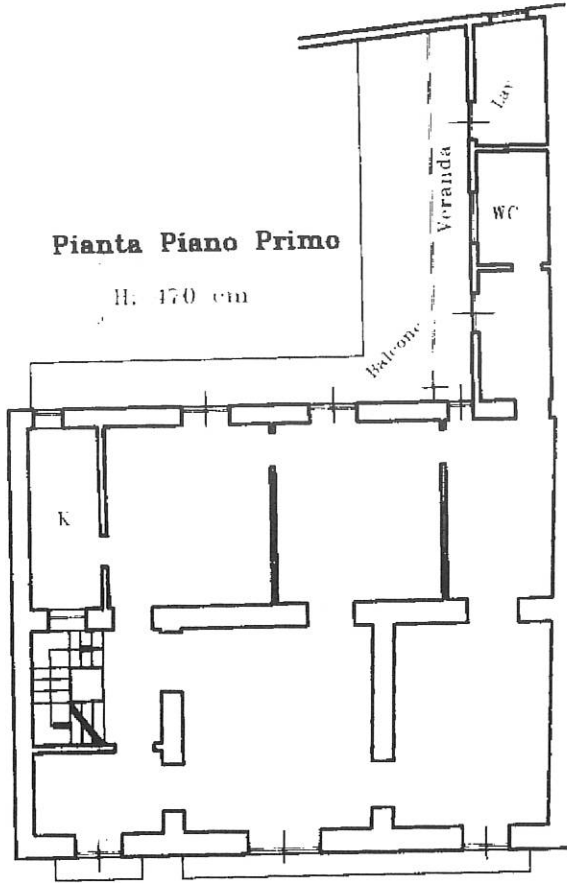 Lav
Veranda
WC
Pianta Piano Primo
H: 470 cm
Balcone
K